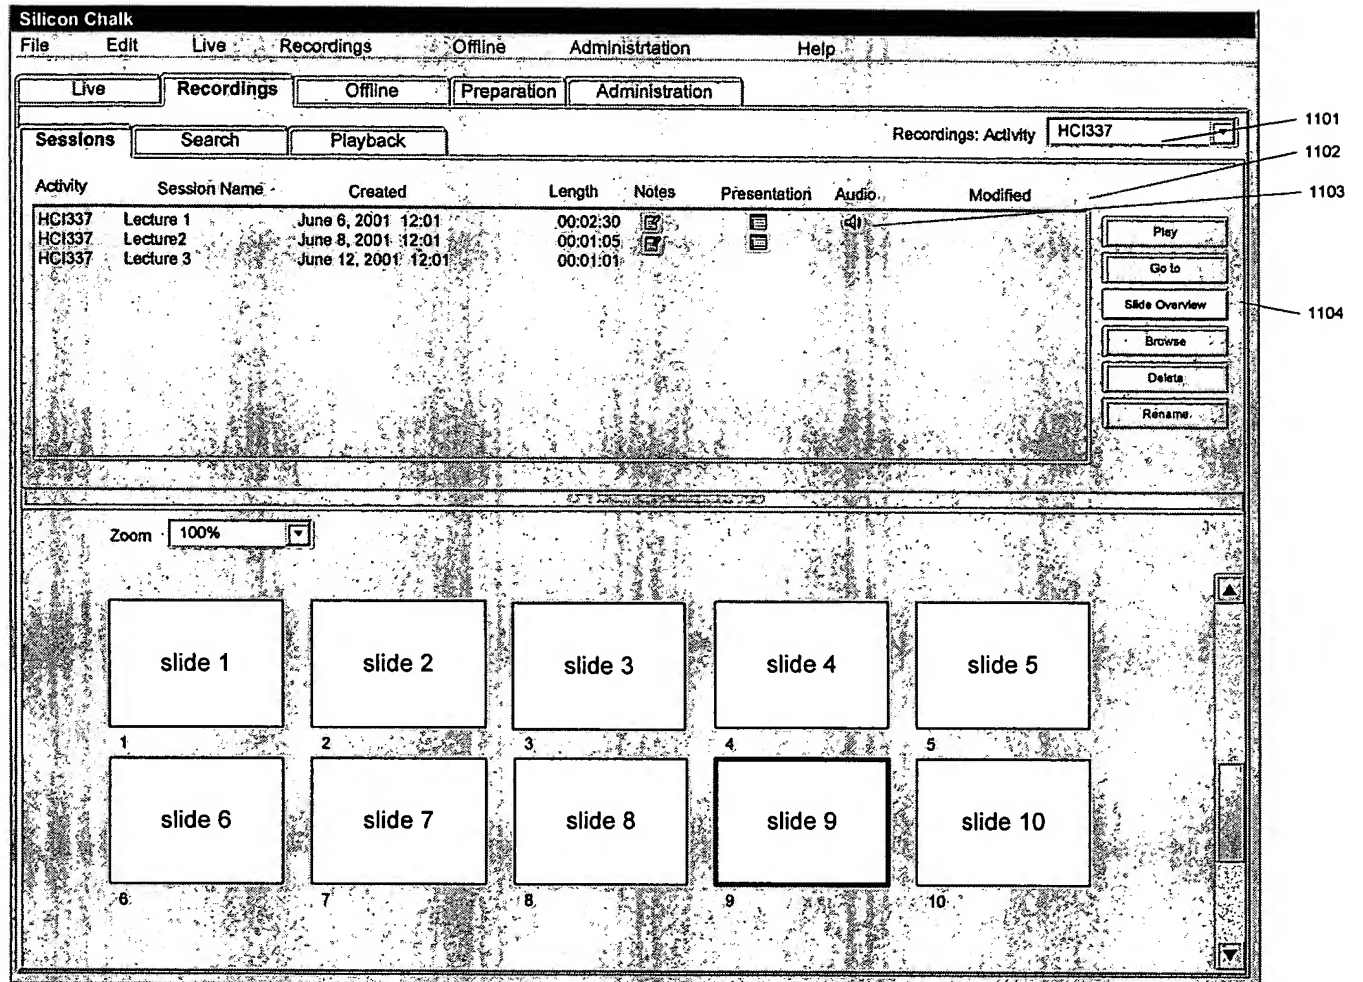 Silicon Chalk
File Edit Live Recordings Offline Administartation Help
Live Recordings Offline Preparation Administration
Sessions Search Playback Recordings: Activity HCI337 1101
1102
Activity Session Name Created Length Notes Presentation Audio Modified 1103
HCI337 Lecture 1 June 6, 2001 12:01 00:02:30
HCI337 Lecture2 June 8, 2001 12:01 00:01:05
HCI337 Lecture 3 June 12, 2001 12:01 00:01:01
Play
Go to
Slide Overview 1104
Browse
Delete
Rename
Zoom 100%
slide 1 slide 2 slide 3 slide 4 slide 5
1 2 3 4 5
slide 6 slide 7 slide 8 slide 9 slide 10
6 7 8 9 10